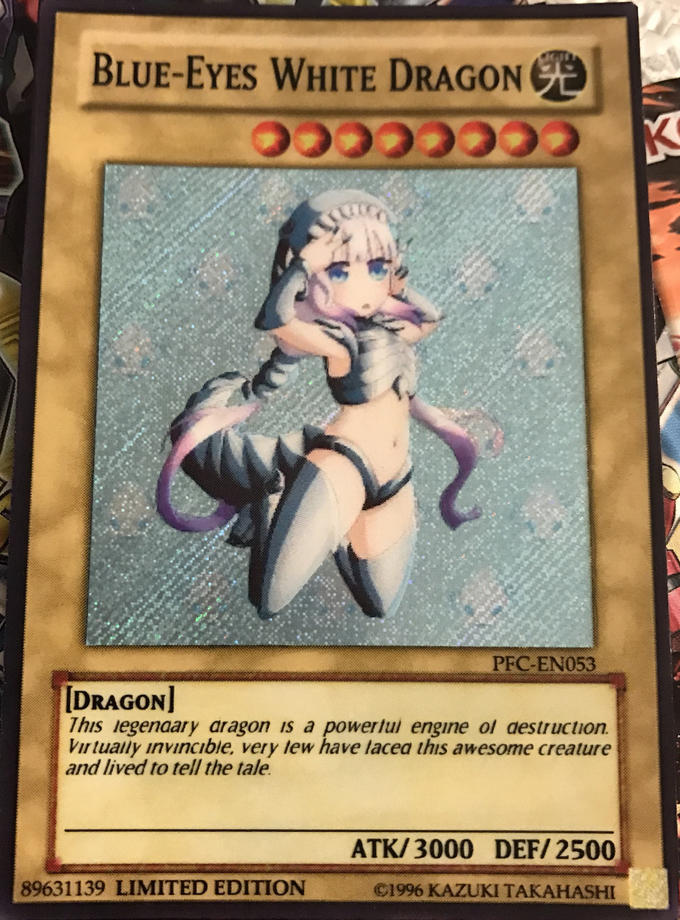 BLUE-EYES WHITE DRAGON
LIGHT
光
PFC-EN053
[DRAGON]
This legendary dragon is a powerful engine of destruction.
Virtually invincible, very few have faced this awesome creature
and lived to tell the tale.
ATK/3000 DEF/2500
89631139 LIMITED EDITION ©1996 KAZUKI TAKAHASHI